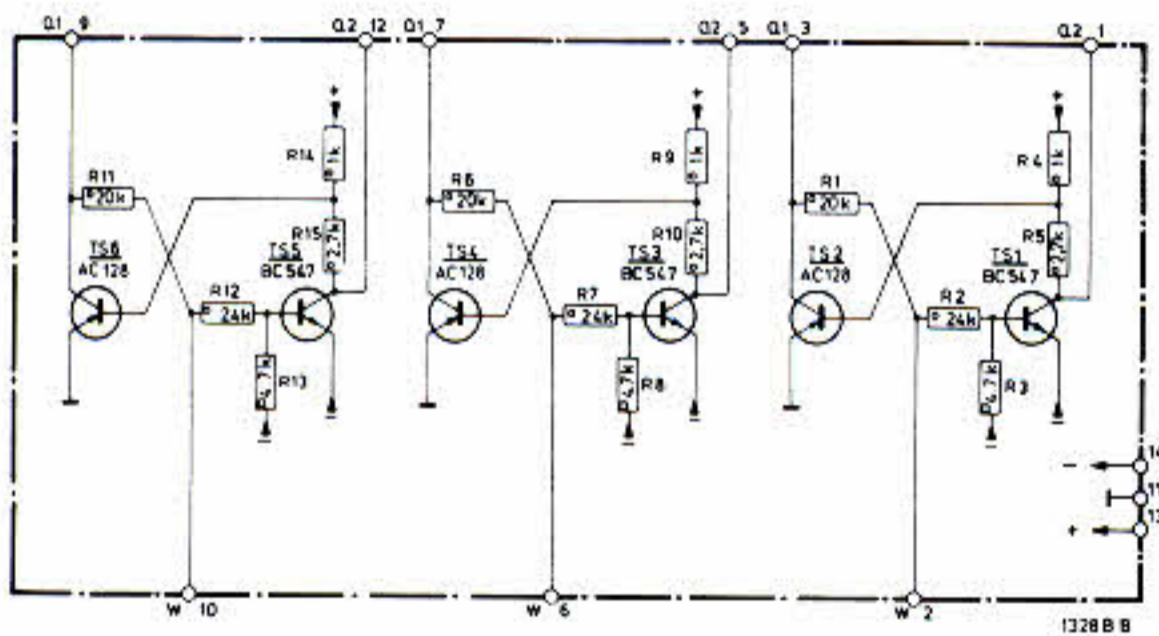 Q1 9
Q2 12
Q1 7
Q2 5
Q1 3
Q2 1
+
+
+
R14 1k
R9 1k
R4 1k
R11
20k
R6
20k
R1
20k
R15 2,7k
R10 2,7k
R5 2,7k
TS6
AC128
TS5
BC547
TS4
AC128
TS3
BC547
TS2
AC128
TS1
BC547
R12
24k
R7
24k
R2
24k
4,7k R13
4,7k R8
4,7k R3
- 14
11
+ 13
W 10
W 6
W 2
1328 B B